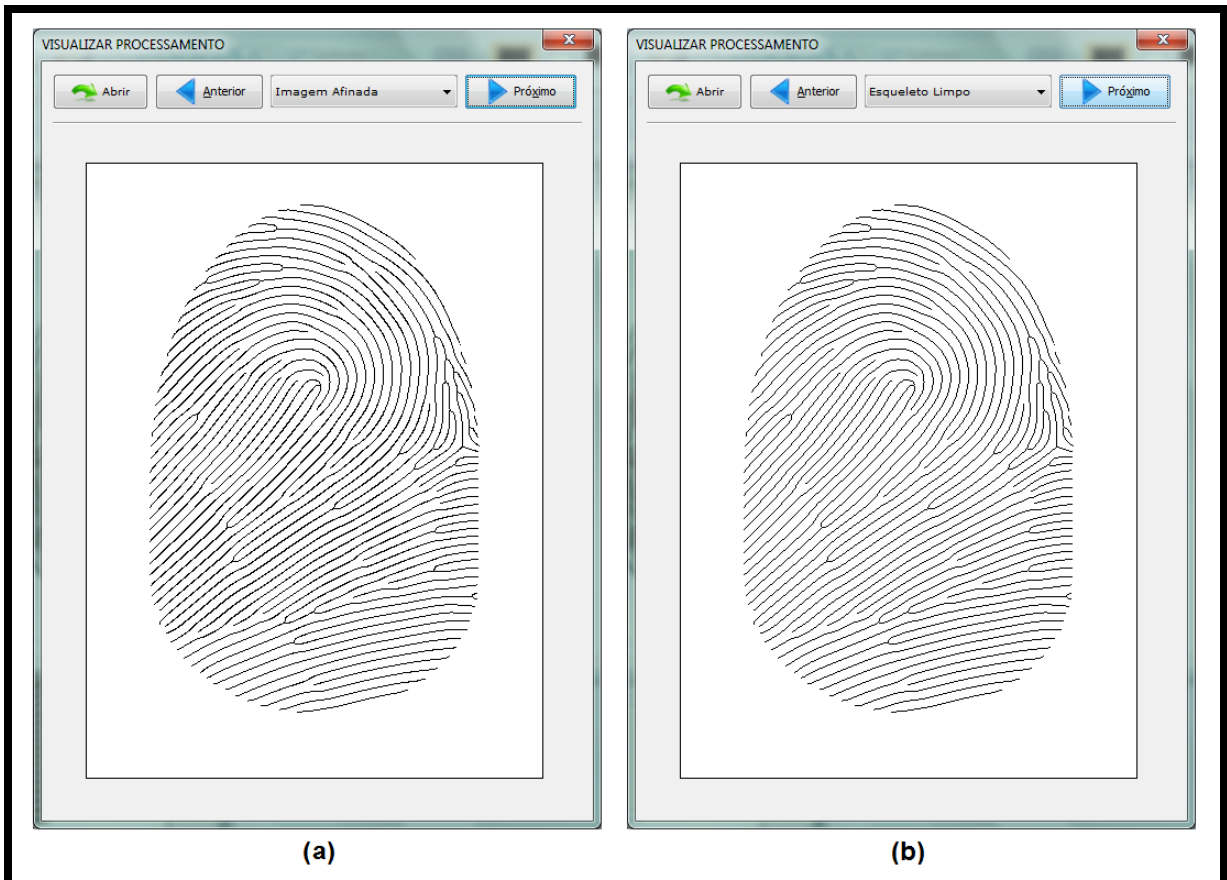 VISUALIZAR PROCESSAMENTO
Abrir
Anterior
Imagem Afinada
Próximo
(a)
VISUALIZAR PROCESSAMENTO
Abrir
Anterior
Esqueleto Limpo
Próximo
(b)